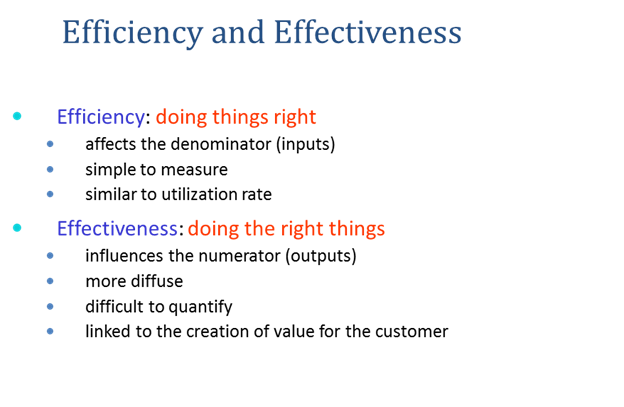 Efficiency and Effectiveness
• Efficiency: doing things right
• affects the denominator (inputs)
• simple to measure
• similar to utilization rate
• Effectiveness: doing the right things
• influences the numerator (outputs)
• more diffuse
• difficult to quantify
• linked to the creation of value for the customer